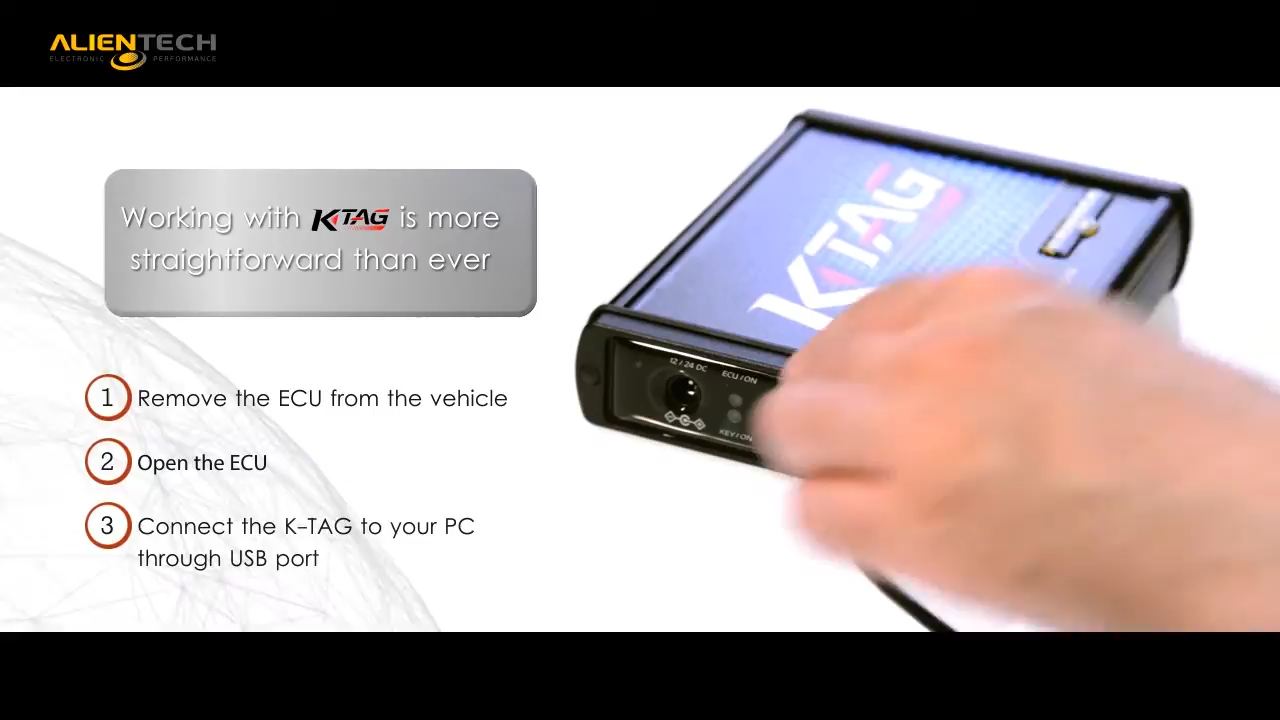 ALIENTECH
ELECTRONIC PERFORMANCE
Working with KTAG is more
straightforward than ever
1 Remove the ECU from the vehicle
2 Open the ECU
3 Connect the K-TAG to your PC
through USB port
KTAG
12 / 24 DC
ECU / ON
KEY / ON